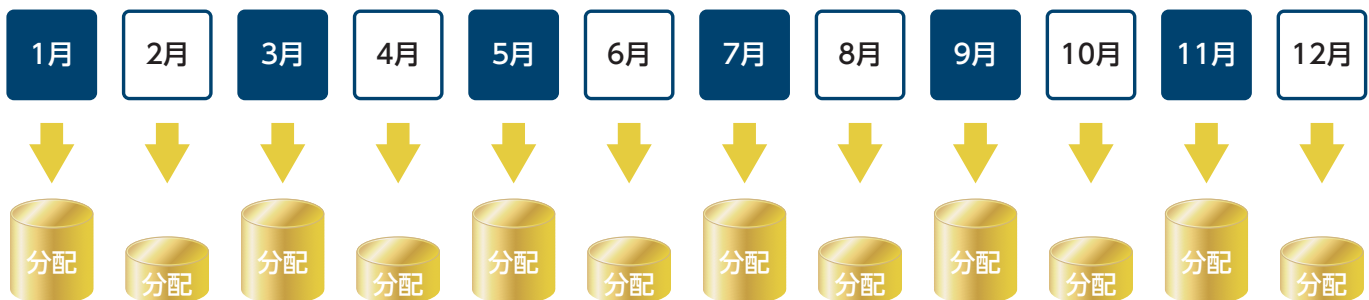 1月 2月 3月 4月 5月 6月 7月 8月 9月 10月 11月 12月
分配 分配 分配 分配 分配 分配 分配 分配 分配 分配 分配 分配